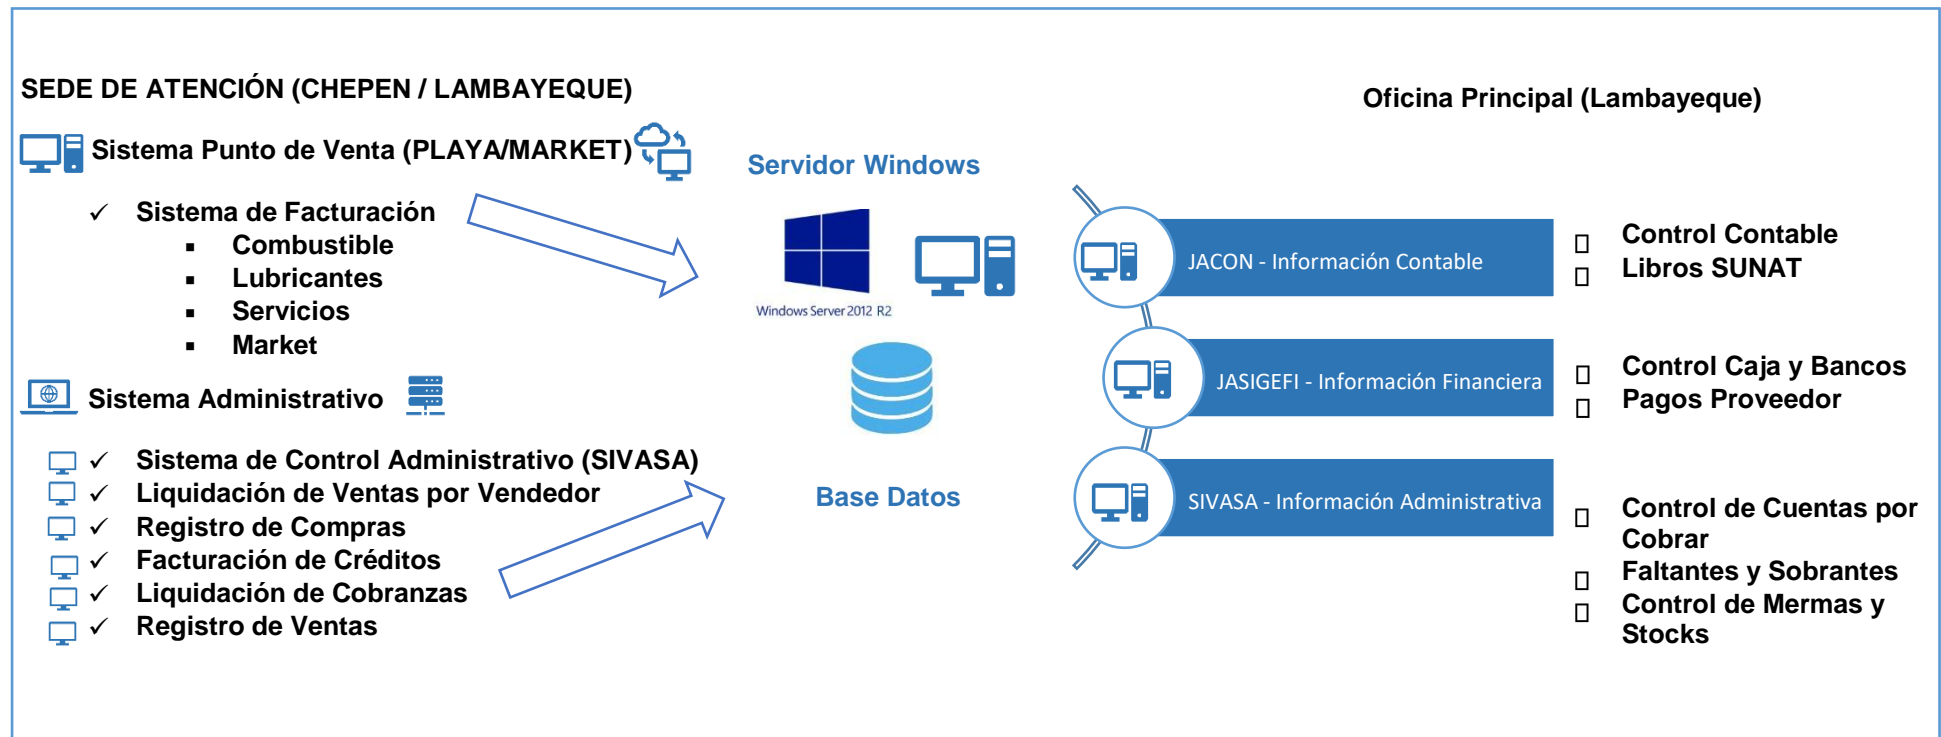 SEDE DE ATENCIÓN (CHEPEN / LAMBAYEQUE)
Sistema Punto de Venta (PLAYA/MARKET)
Sistema de Facturación
Combustible
Lubricantes
Servicios
Market
Sistema Administrativo
Sistema de Control Administrativo (SIVASA)
Liquidación de Ventas por Vendedor
Registro de Compras
Facturación de Créditos
Liquidación de Cobranzas
Registro de Ventas
Servidor Windows
Windows Server 2012 R2
Base Datos
Oficina Principal (Lambayeque)
JACON - Información Contable
Control Contable
Libros SUNAT
JASIGEFI - Información Financiera
Control Caja y Bancos
Pagos Proveedor
SIVASA - Información Administrativa
Control de Cuentas por
Cobrar
Faltantes y Sobrantes
Control de Mermas y
Stocks